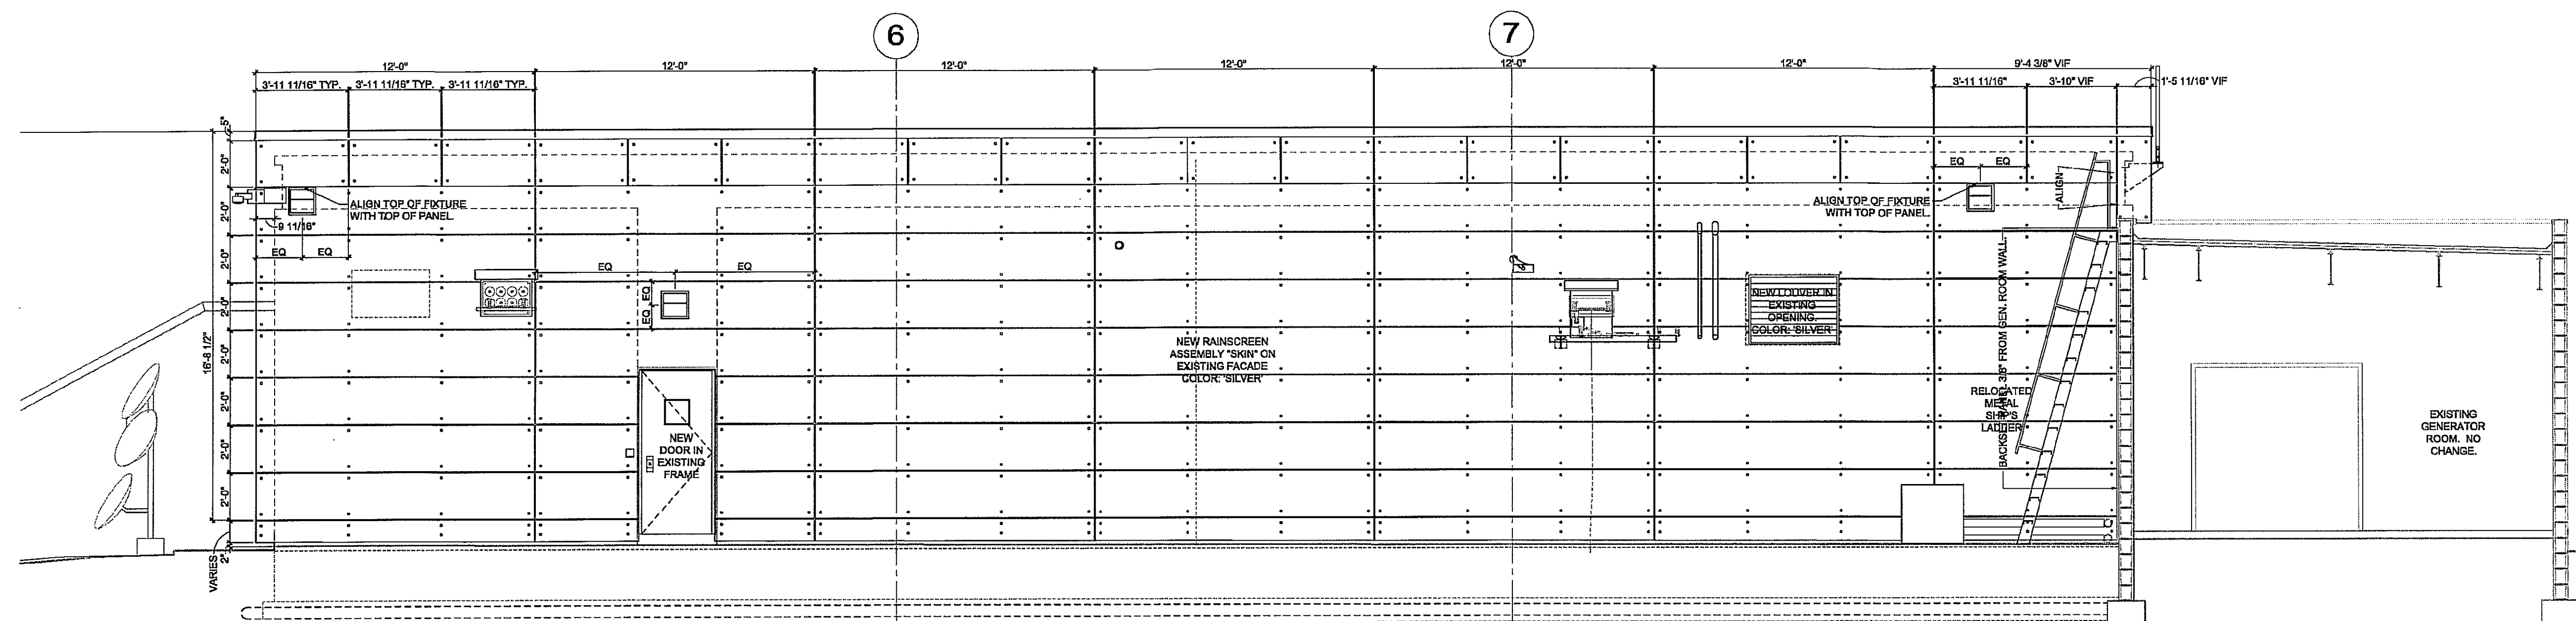 6
7
12'-0"
12'-0"
12'-0"
12'-0"
12'-0"
12'-0"
9'-4 3/8" VIF
3'-11 11/16" TYP.
3'-11 11/16" TYP.
3'-11 11/16" TYP.
3'-11 11/16"
3'-10" VIF
1'-5 11/16" VIF
5"
2'-0"
2'-0"
2'-0"
2'-0"
2'-0"
2'-0"
2'-0"
2'-0"
16'-8 1/2"
VARIES
2"
ALIGN TOP OF FIXTURE
WITH TOP OF PANEL.
9 11/16"
EQ
EQ
EQ
EQ
EQ
EQ
NEW
DOOR IN
EXISTING
FRAME
NEW RAINSCREEN
ASSEMBLY "SKIN" ON
EXISTING FACADE
COLOR: 'SILVER'
NEW LOUVER IN
EXISTING
OPENING.
COLOR: 'SILVER'
EQ
EQ
ALIGN TOP OF FIXTURE
WITH TOP OF PANEL.
ALIGN
3/8" FROM GEN. ROOM WALL.
RELOCATED
METAL
SHIP'S
LADDER
EXISTING
GENERATOR
ROOM. NO
CHANGE.